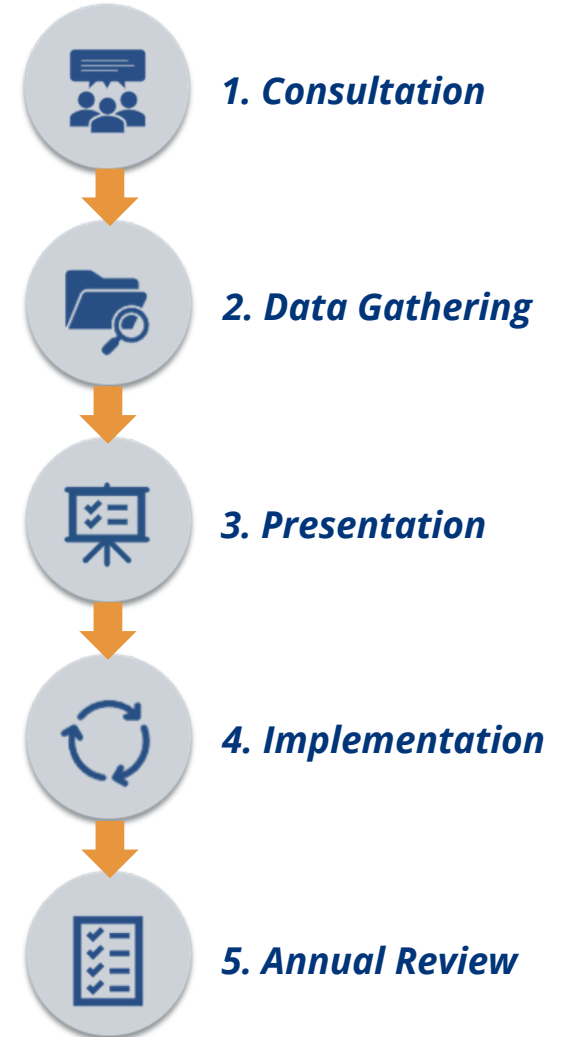 1. Consultation
2. Data Gathering
3. Presentation
4. Implementation
5. Annual Review